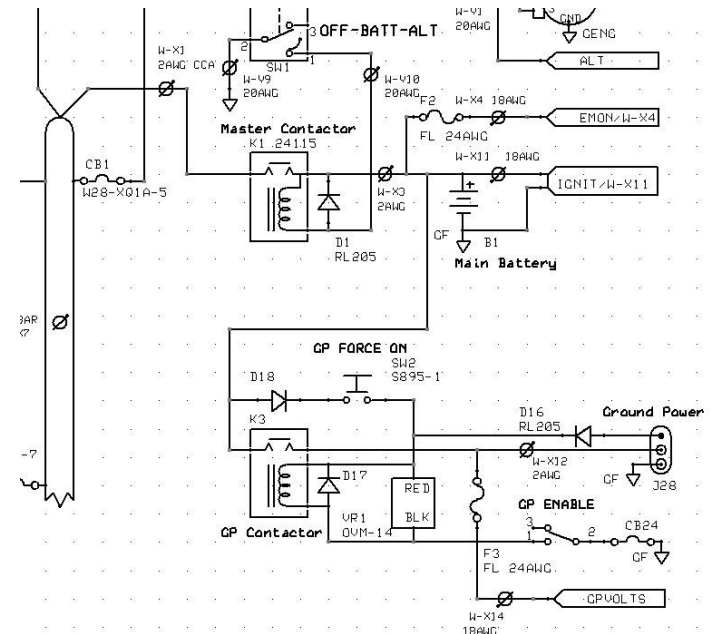 W-V1
20AWG
GND
GENG
3
OFF-BATT-ALT
2
1
SW1
W-X1
2AWG CCA
W-V9
20AWG
W-V10
20AWG
ALT
F2
W-X4 18AWG
EMON/W-X4
FL 24AWG
Master Contactor
K1 24115
CB1
W28-XQ1A-5
W-X3
2AWG
W-X11 18AWG
IGNIT/W-X11
+
D1
RL205
GF
B1
Main Battery
BAR
X7
GP FORCE ON
SW2
S895-1
D18
D16
RL205
Ground Power
K3
-7
W-X12
2AWG
GF
J28
D17
RED
BLK
VR1
OVM-14
GP Contactor
GP ENABLE
3
1
2
CB24
GF
F3
FL 24AWG
GPVOLTS
W-X14
18AWG